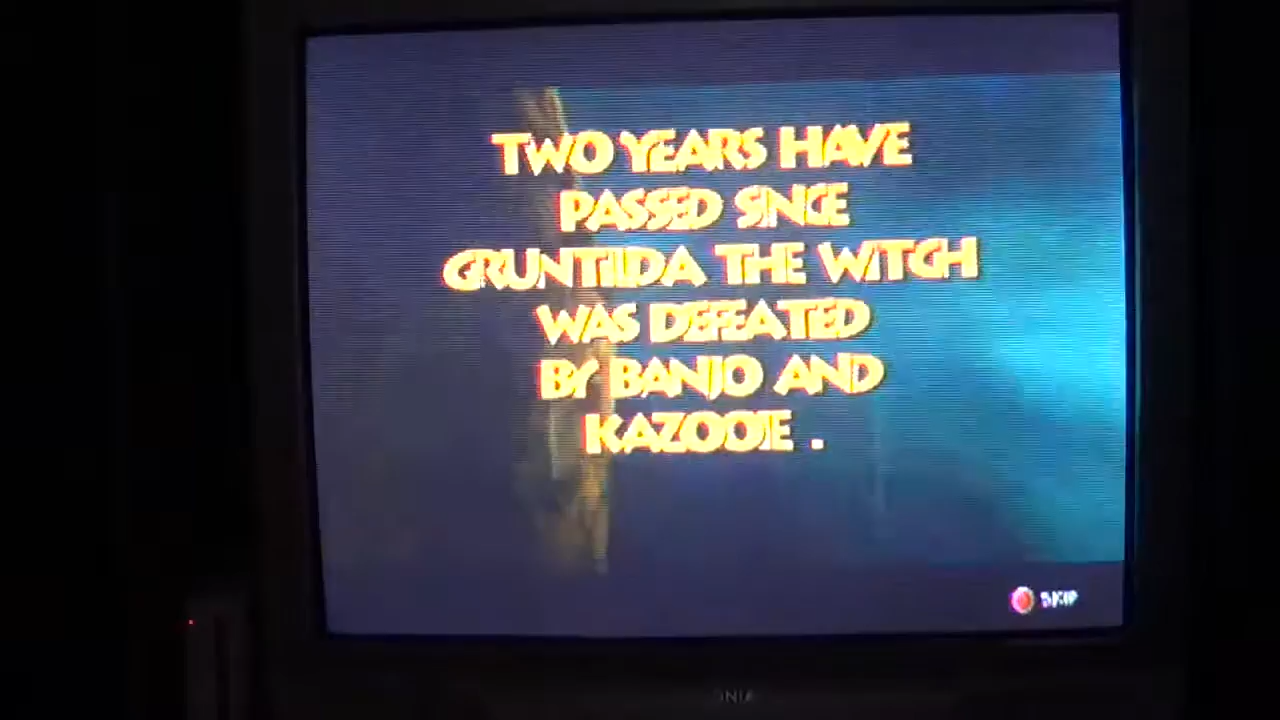 TWO YEARS HAVE
PASSED SINCE
GRUNTILDA THE WITCH
WAS DEFEATED
BY BANJO AND
KAZOOIE .
SKIP